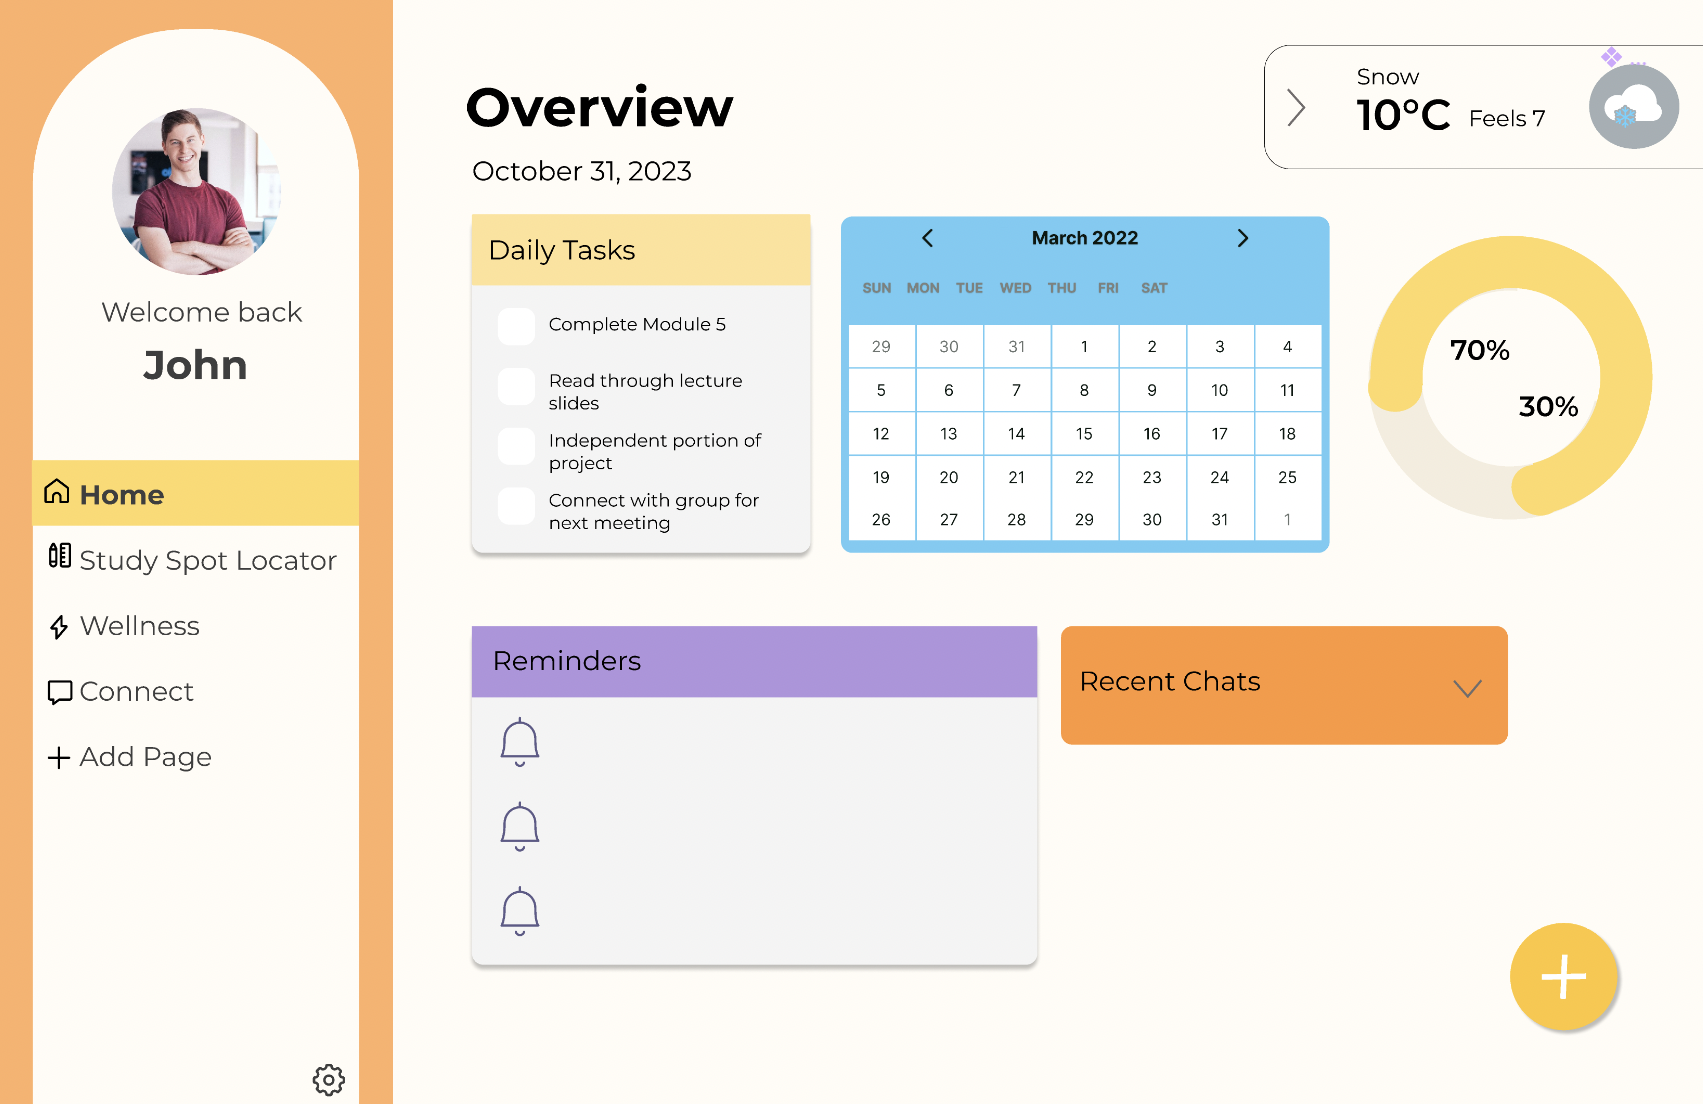 Welcome back
John
Home
Study Spot Locator
Wellness
Connect
Add Page
Overview
October 31, 2023
Snow
10°C Feels 7
Daily Tasks
Complete Module 5
Read through lecture
slides
Independent portion of
project
Connect with group for
next meeting
March 2022
SUN MON TUE WED THU FRI SAT
29 30 31 1 2 3 4
5 6 7 8 9 10 11
12 13 14 15 16 17 18
19 20 21 22 23 24 25
26 27 28 29 30 31 1
70%
30%
Reminders
Recent Chats